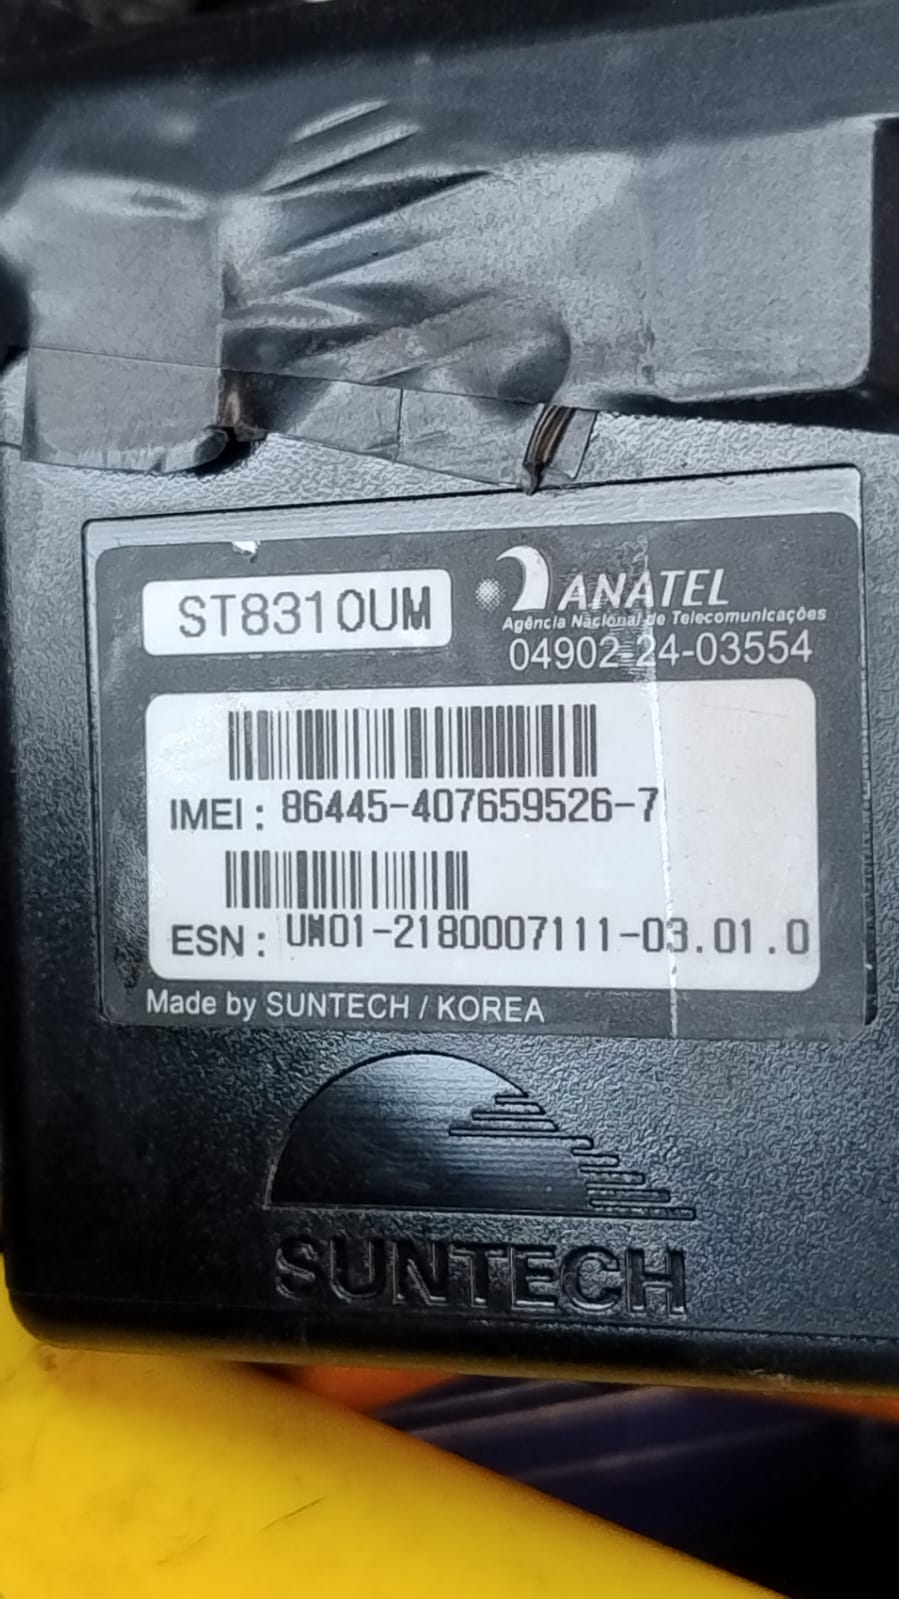 ST8310UM
ANATEL
Agência Nacional de Telecomunicações
04902-24-03554
IMEI : 86445-407659526-7
ESN : UM01-2180007111-03.01.0
Made by SUNTECH / KOREA
SUNTECH